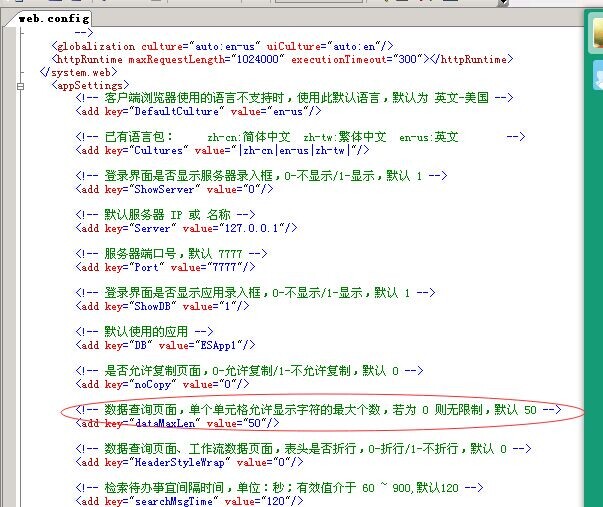 web.config
-->
<globalization culture="auto:en-us" uiCulture="auto:en"/>
<httpRuntime maxRequestLength="1024000" executionTimeout="300"></httpRuntime>
</system.web>
<appSettings>
<!-- 客户端浏览器使用的语言不支持时，使用此默认语言，默认为 英文-美国 -->
<add key="DefaultCulture" value="en-us"/>
<!-- 已有语言包： zh-cn:简体中文 zh-tw:繁体中文 en-us:英文 -->
<add key="Cultures" value="|zh-cn|en-us|zh-tw|"/>
<!-- 登录界面是否显示服务器录入框，0-不显示/1-显示，默认 1 -->
<add key="ShowServer" value="0"/>
<!-- 默认服务器 IP 或 名称 -->
<add key="Server" value="127.0.0.1"/>
<!-- 服务器端口号，默认 7777 -->
<add key="Port" value="7777"/>
<!-- 登录界面是否显示应用录入框，0-不显示/1-显示，默认 1 -->
<add key="ShowDB" value="1"/>
<!-- 默认使用的应用 -->
<add key="DB" value="ESApp1"/>
<!-- 是否允许复制页面，0-允许复制/1-不允许复制，默认 0 -->
<add key="noCopy" value="0"/>
<!-- 数据查询页面，单个单元格允许显示字符的最大个数，若为 0 则无限制，默认 50 -->
<add key="dataMaxLen" value="50"/>
<!-- 数据查询页面、工作流数据页面，表头是否折行，0-折行/1-不折行，默认 0 -->
<add key="HeaderStyleWrap" value="0"/>
<!-- 检索待办事宜间隔时间，单位：秒；有效值介于 60 ~ 900,默认120 -->
<add key="searchMsgTime" value="120"/>